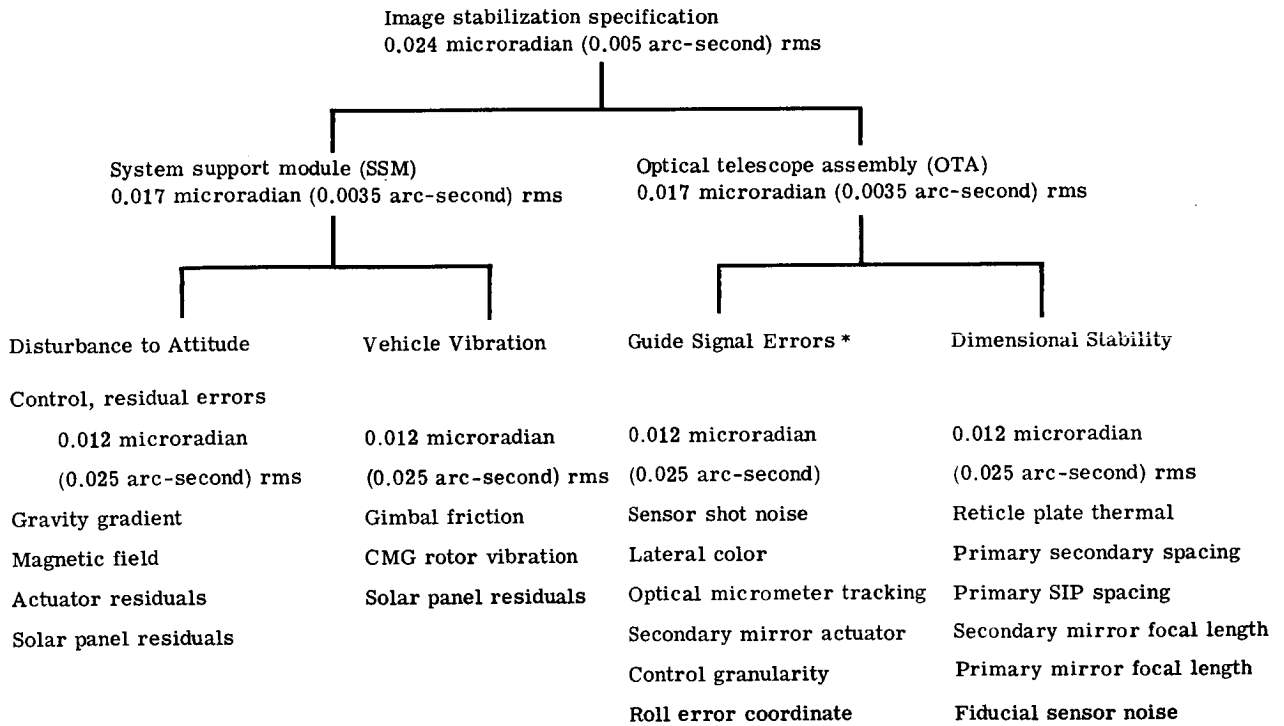 Image stabilization specification
0.024 microradian (0.005 arc-second) rms
System support module (SSM)
0.017 microradian (0.0035 arc-second) rms
Optical telescope assembly (OTA)
0.017 microradian (0.0035 arc-second) rms
Disturbance to Attitude
Control, residual errors
0.012 microradian
(0.025 arc-second) rms
Gravity gradient
Magnetic field
Actuator residuals
Solar panel residuals
Vehicle Vibration
0.012 microradian
(0.025 arc-second) rms
Gimbal friction
CMG rotor vibration
Solar panel residuals
Guide Signal Errors *
0.012 microradian
(0.025 arc-second)
Sensor shot noise
Lateral color
Optical micrometer tracking
Secondary mirror actuator
Control granularity
Roll error coordinate
Dimensional Stability
0.012 microradian
(0.025 arc-second) rms
Reticle plate thermal
Primary secondary spacing
Primary SIP spacing
Secondary mirror focal length
Primary mirror focal length
Fiducial sensor noise